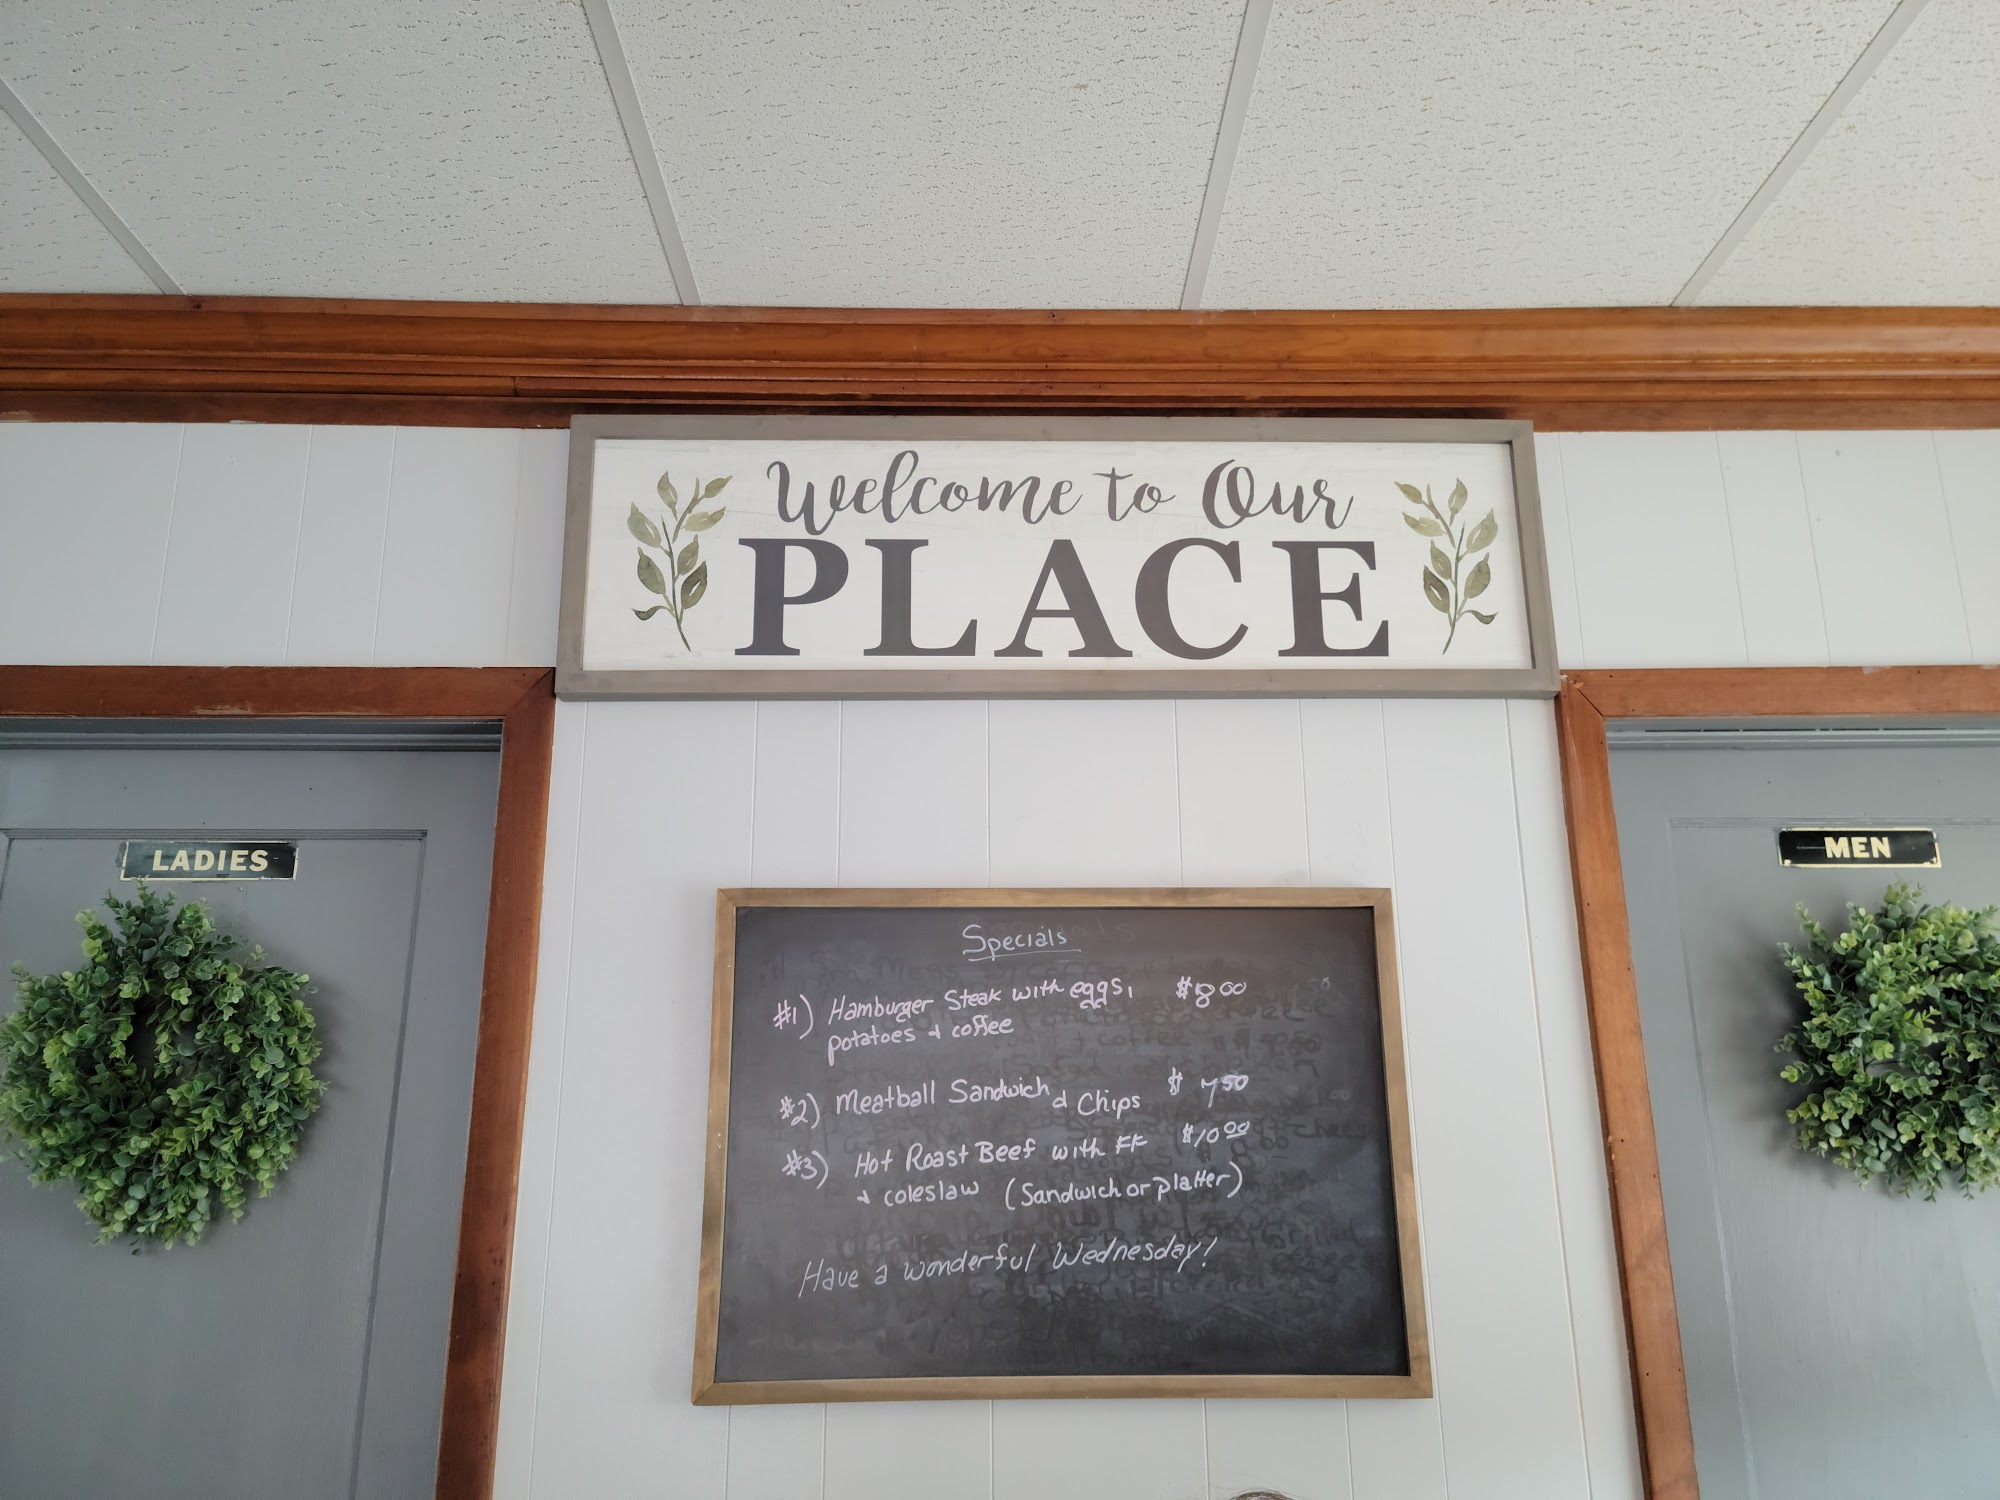 Welcome to Our
PLACE
LADIES
MEN
Specials
#1) Hamburger Steak with eggs, $8 00
potatoes & coffee
#2) Meatball Sandwich & Chips $ 7 50
#3) Hot Roast Beef with FF $10 00
& coleslaw (Sandwich or platter)
Have a wonderful Wednesday!